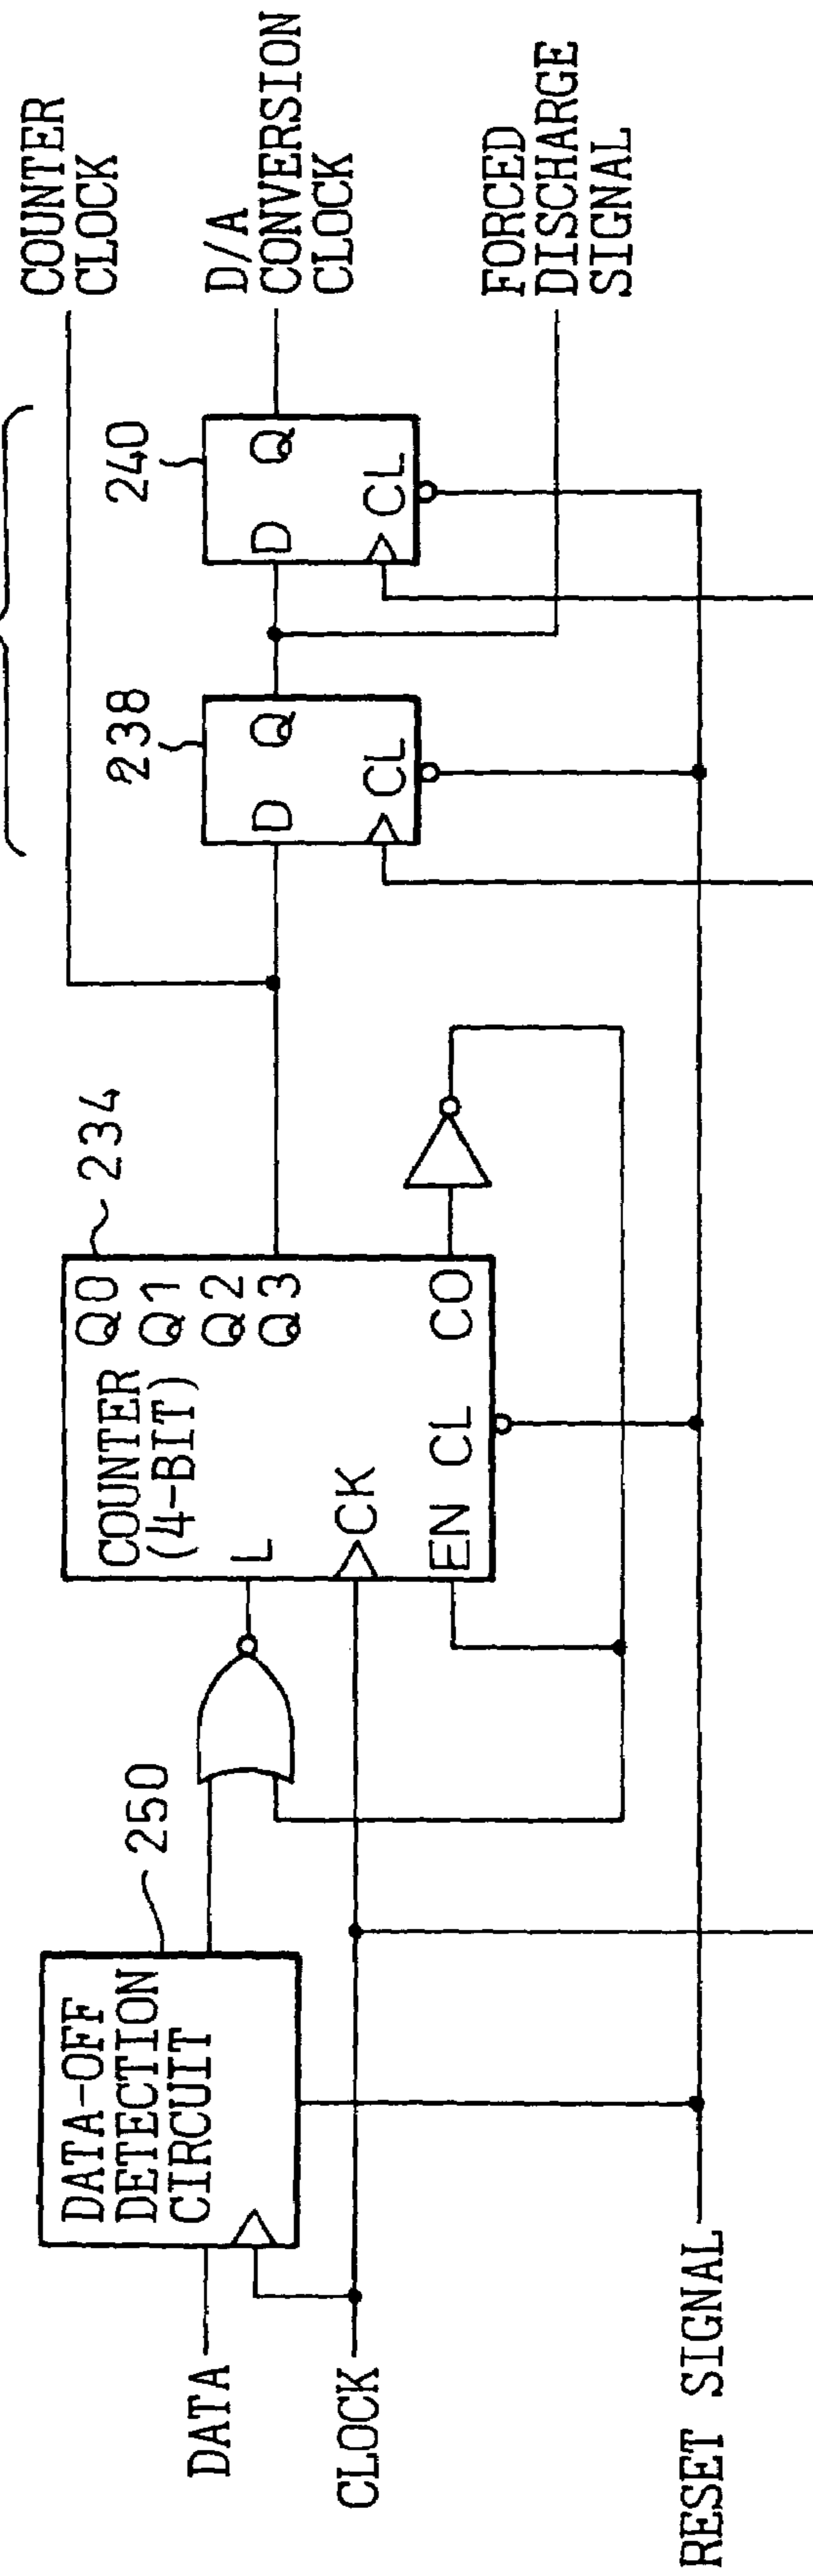 DATA
CLOCK
RESET SIGNAL
DATA-OFF
DETECTION
CIRCUIT
250
COUNTER
(4-BIT)
L
CK
EN
CL
Q0
Q1
Q2
Q3
CO
234
238
D
Q
CL
240
D
Q
CL
COUNTER
CLOCK
D/A
CONVERSION
CLOCK
FORCED
DISCHARGE
SIGNAL